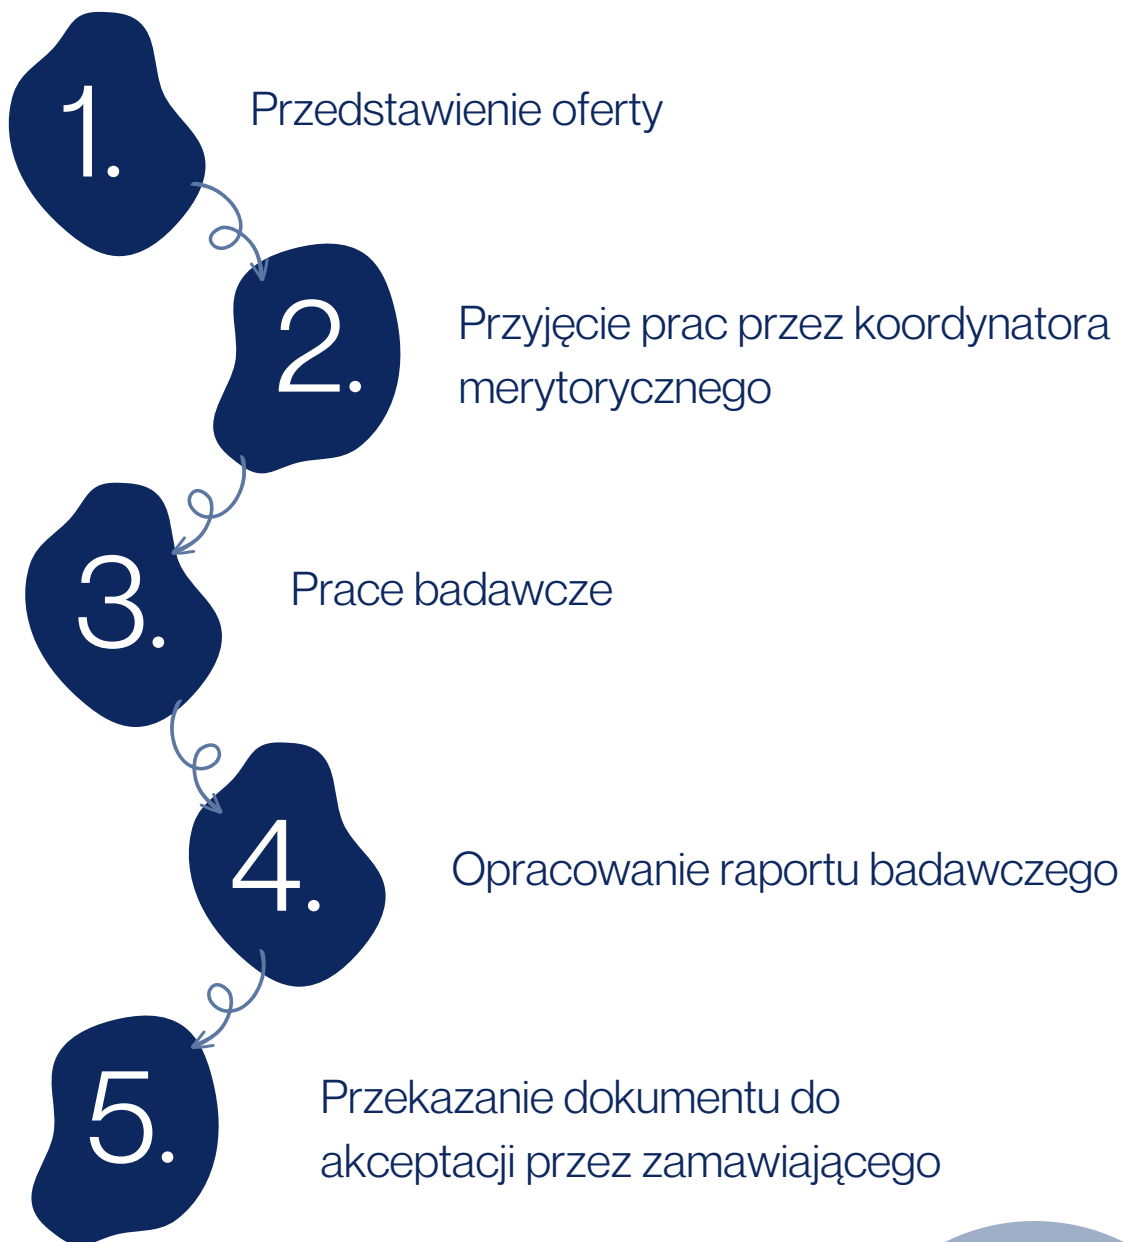 1.
Przedstawienie oferty
2.
Przyjęcie prac przez koordynatora
merytorycznego
3.
Prace badawcze
4.
Opracowanie raportu badawczego
5.
Przekazanie dokumentu do
akceptacji przez zamawiającego